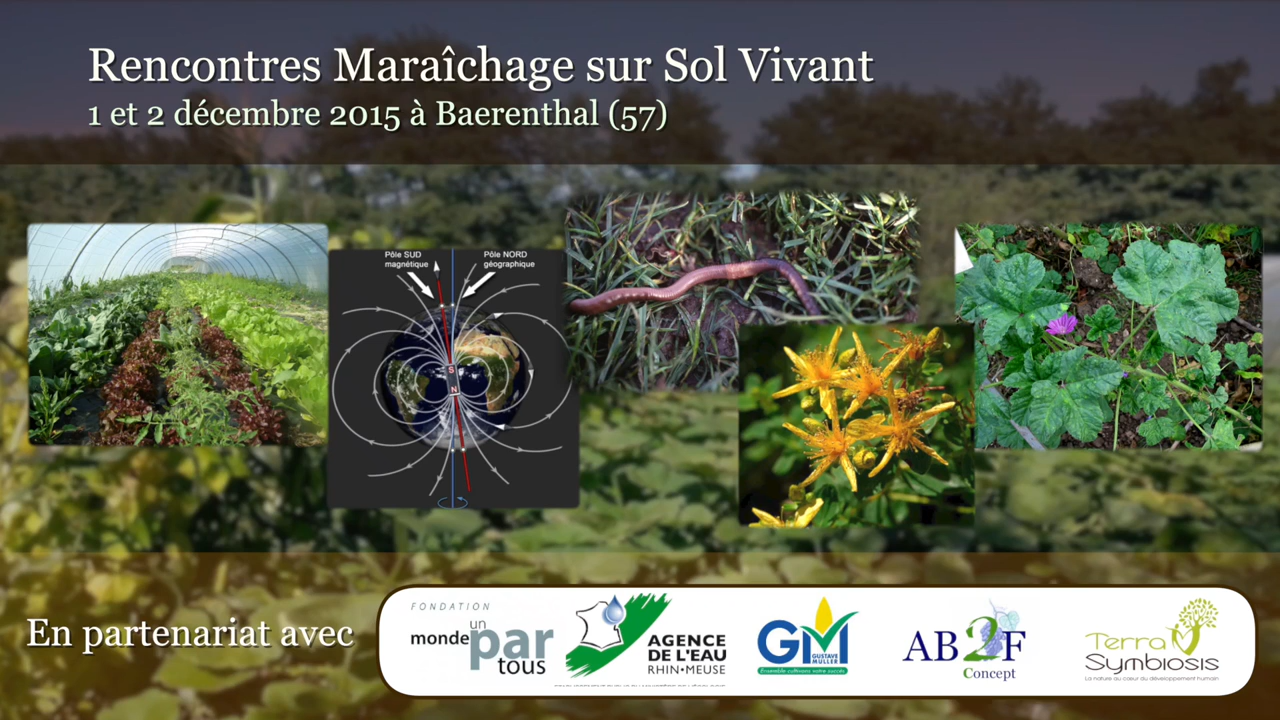 Rencontres Maraîchage sur Sol Vivant
1 et 2 décembre 2015 à Baerenthal (57)
Pôle SUD
magnétique
Pôle NORD
géographique
S
N
En partenariat avec
FONDATION
un
monde par
tous
AGENCE
DE L'EAU
RHIN•MEUSE
GM
GUSTAVE
MULLER
Ensemble cultivons votre succès
AB2F
Concept
Terra
Symbiosis
La nature au cœur du développement humain